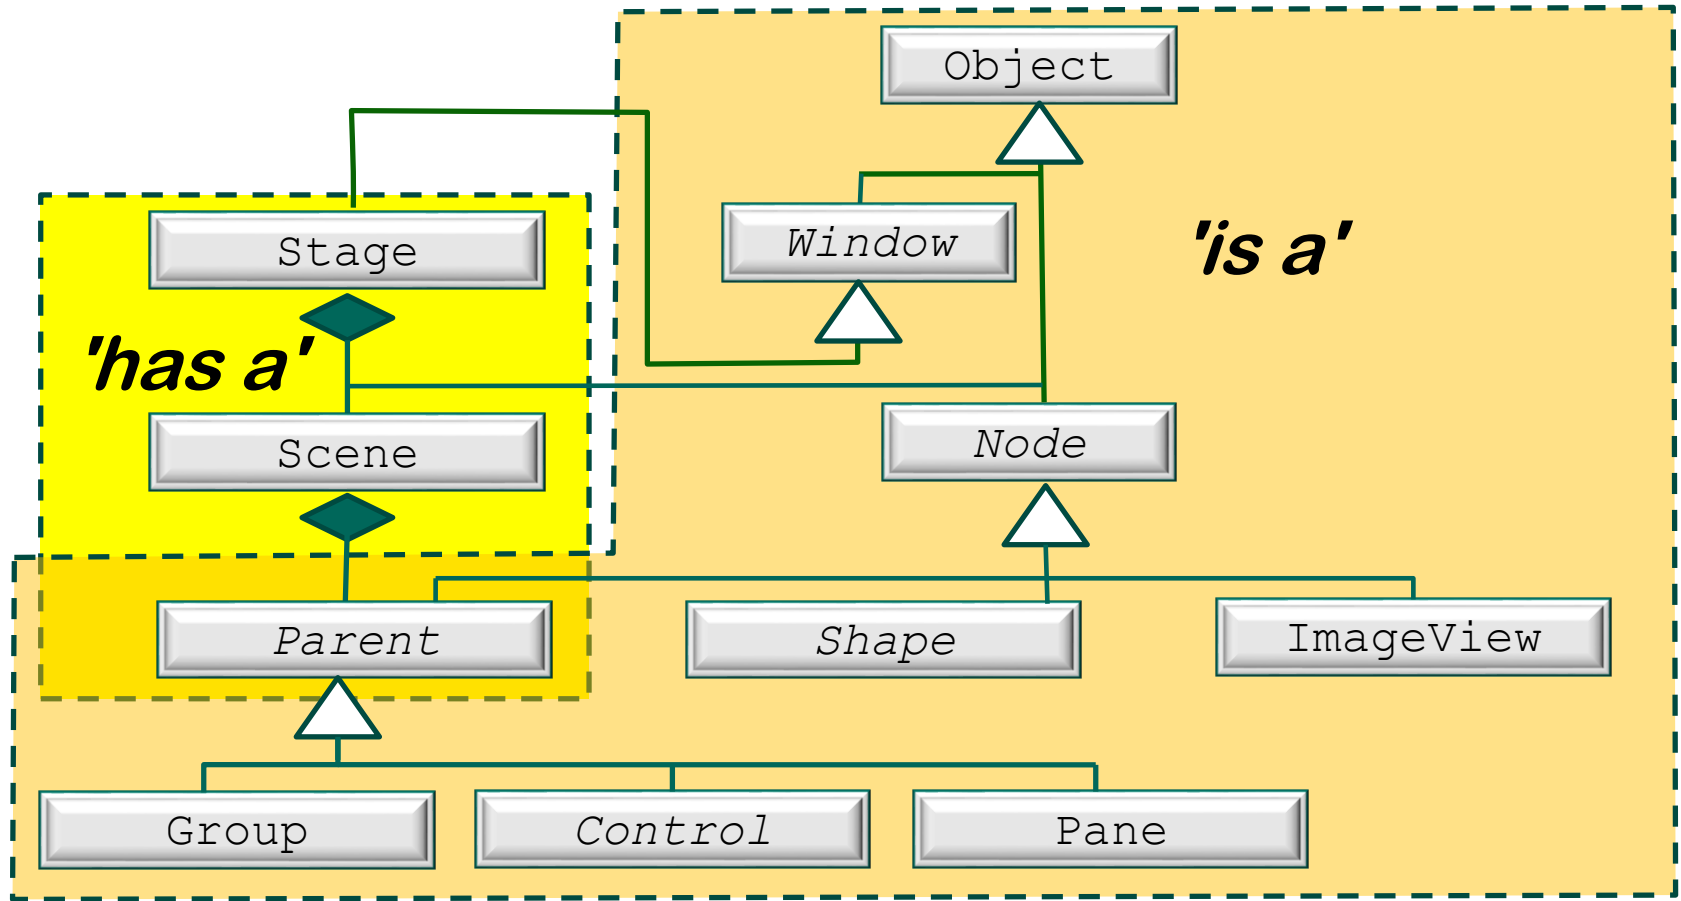 Object
Stage
Window
'is a'
'has a'
Scene
Node
Parent
Shape
ImageView
Group
Control
Pane